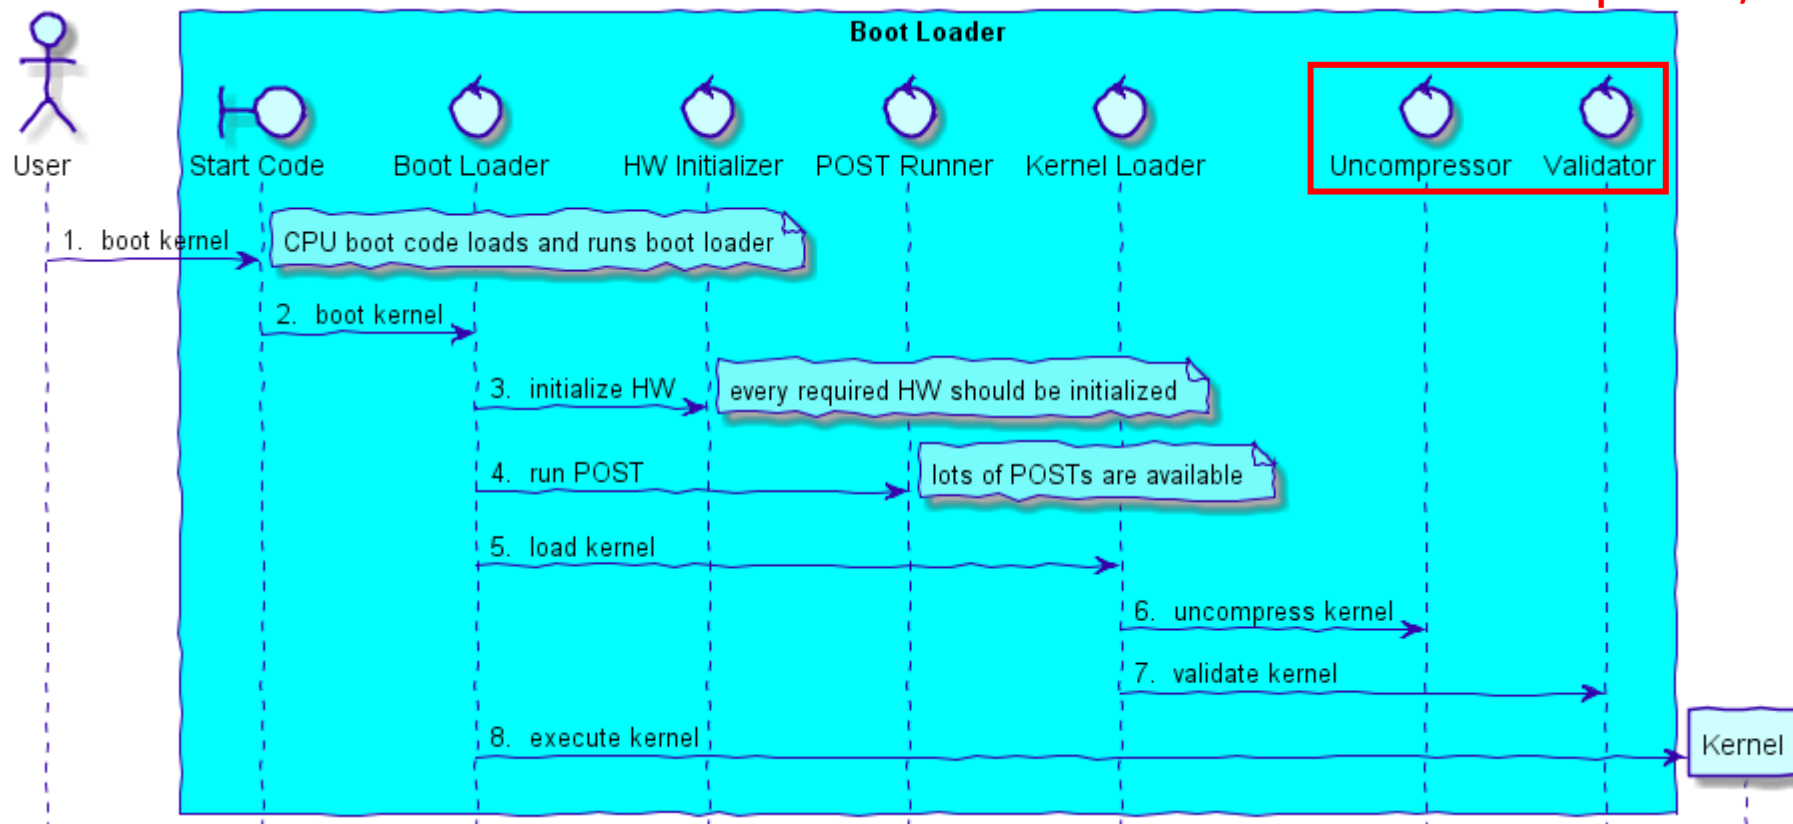 Boot Loader
User
Start Code
Boot Loader
HW Initializer
POST Runner
Kernel Loader
Uncompressor
Validator
1. boot kernel
CPU boot code loads and runs boot loader
2. boot kernel
3. initialize HW
every required HW should be initialized
4. run POST
lots of POSTs are available
5. load kernel
6. uncompress kernel
7. validate kernel
8. execute kernel
Kernel